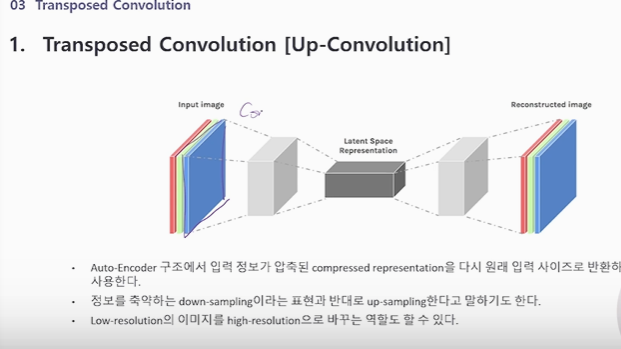 03 Transposed Convolution
1. Transposed Convolution [Up-Convolution]
Input image
Reconstructed image
Latent Space
Representation
• Auto-Encoder 구조에서 입력 정보가 압축된 compressed representation을 다시 원래 입력 사이즈로 반환하
사용한다.
• 정보를 축약하는 down-sampling이라는 표현과 반대로 up-sampling한다고 말하기도 한다.
• Low-resolution의 이미지를 high-resolution으로 바꾸는 역할도 할 수 있다.